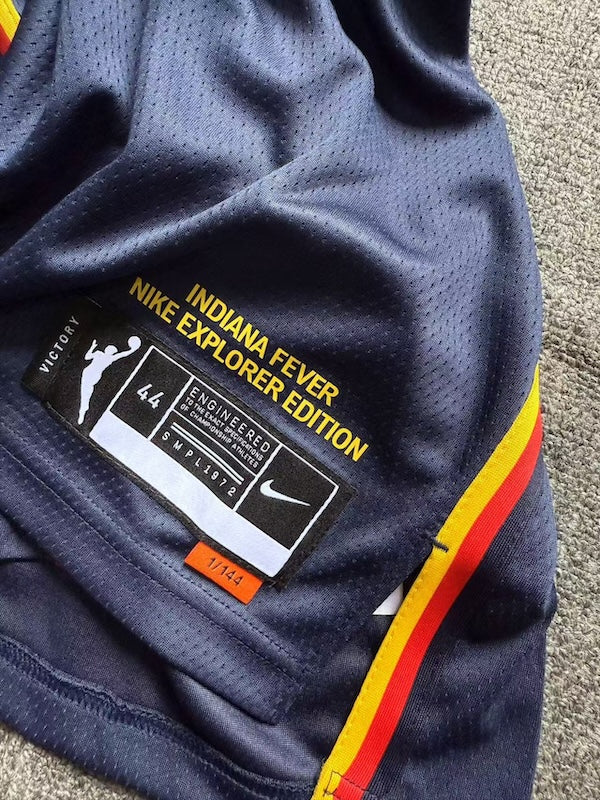 INDIANA FEVER
NIKE EXPLORER EDITION
VICTORY
44
ENGINEERED
TO THE EXACT SPECIFICATIONS
OF CHAMPIONSHIP ATHLETES
SMPL1972
1/144